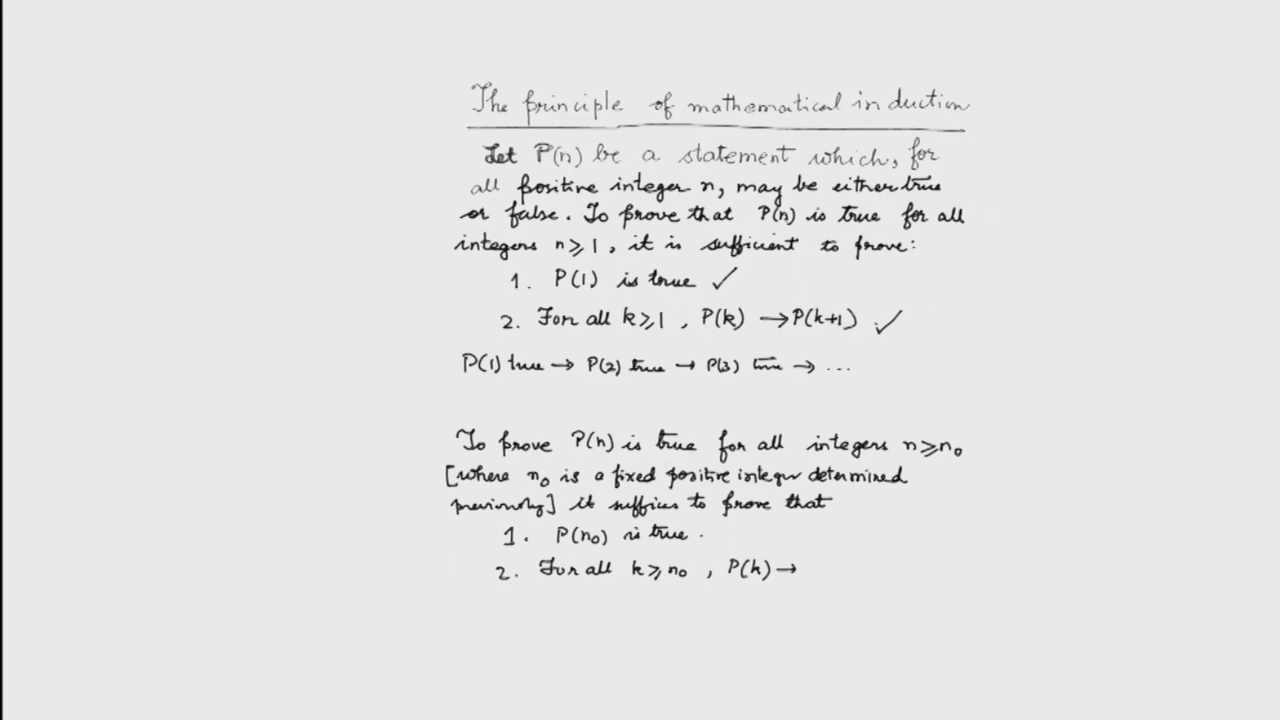 The principle of mathematical induction
Let P(n) be a statement which, for
all positive integer n, may be either true
or false. To prove that P(n) is true for all
integers n⩾1, it is sufficient to prove:
1. P(1) is true ✓
2. For all k⩾1, P(k) → P(k+1) ✓
P(1) true → P(2) true → P(3) true → ...
To prove P(n) is true for all integers n⩾n₀
[where n₀ is a fixed positive integer determined
previously] it suffices to prove that
1. P(n₀) is true.
2. For all k⩾n₀, P(k) →